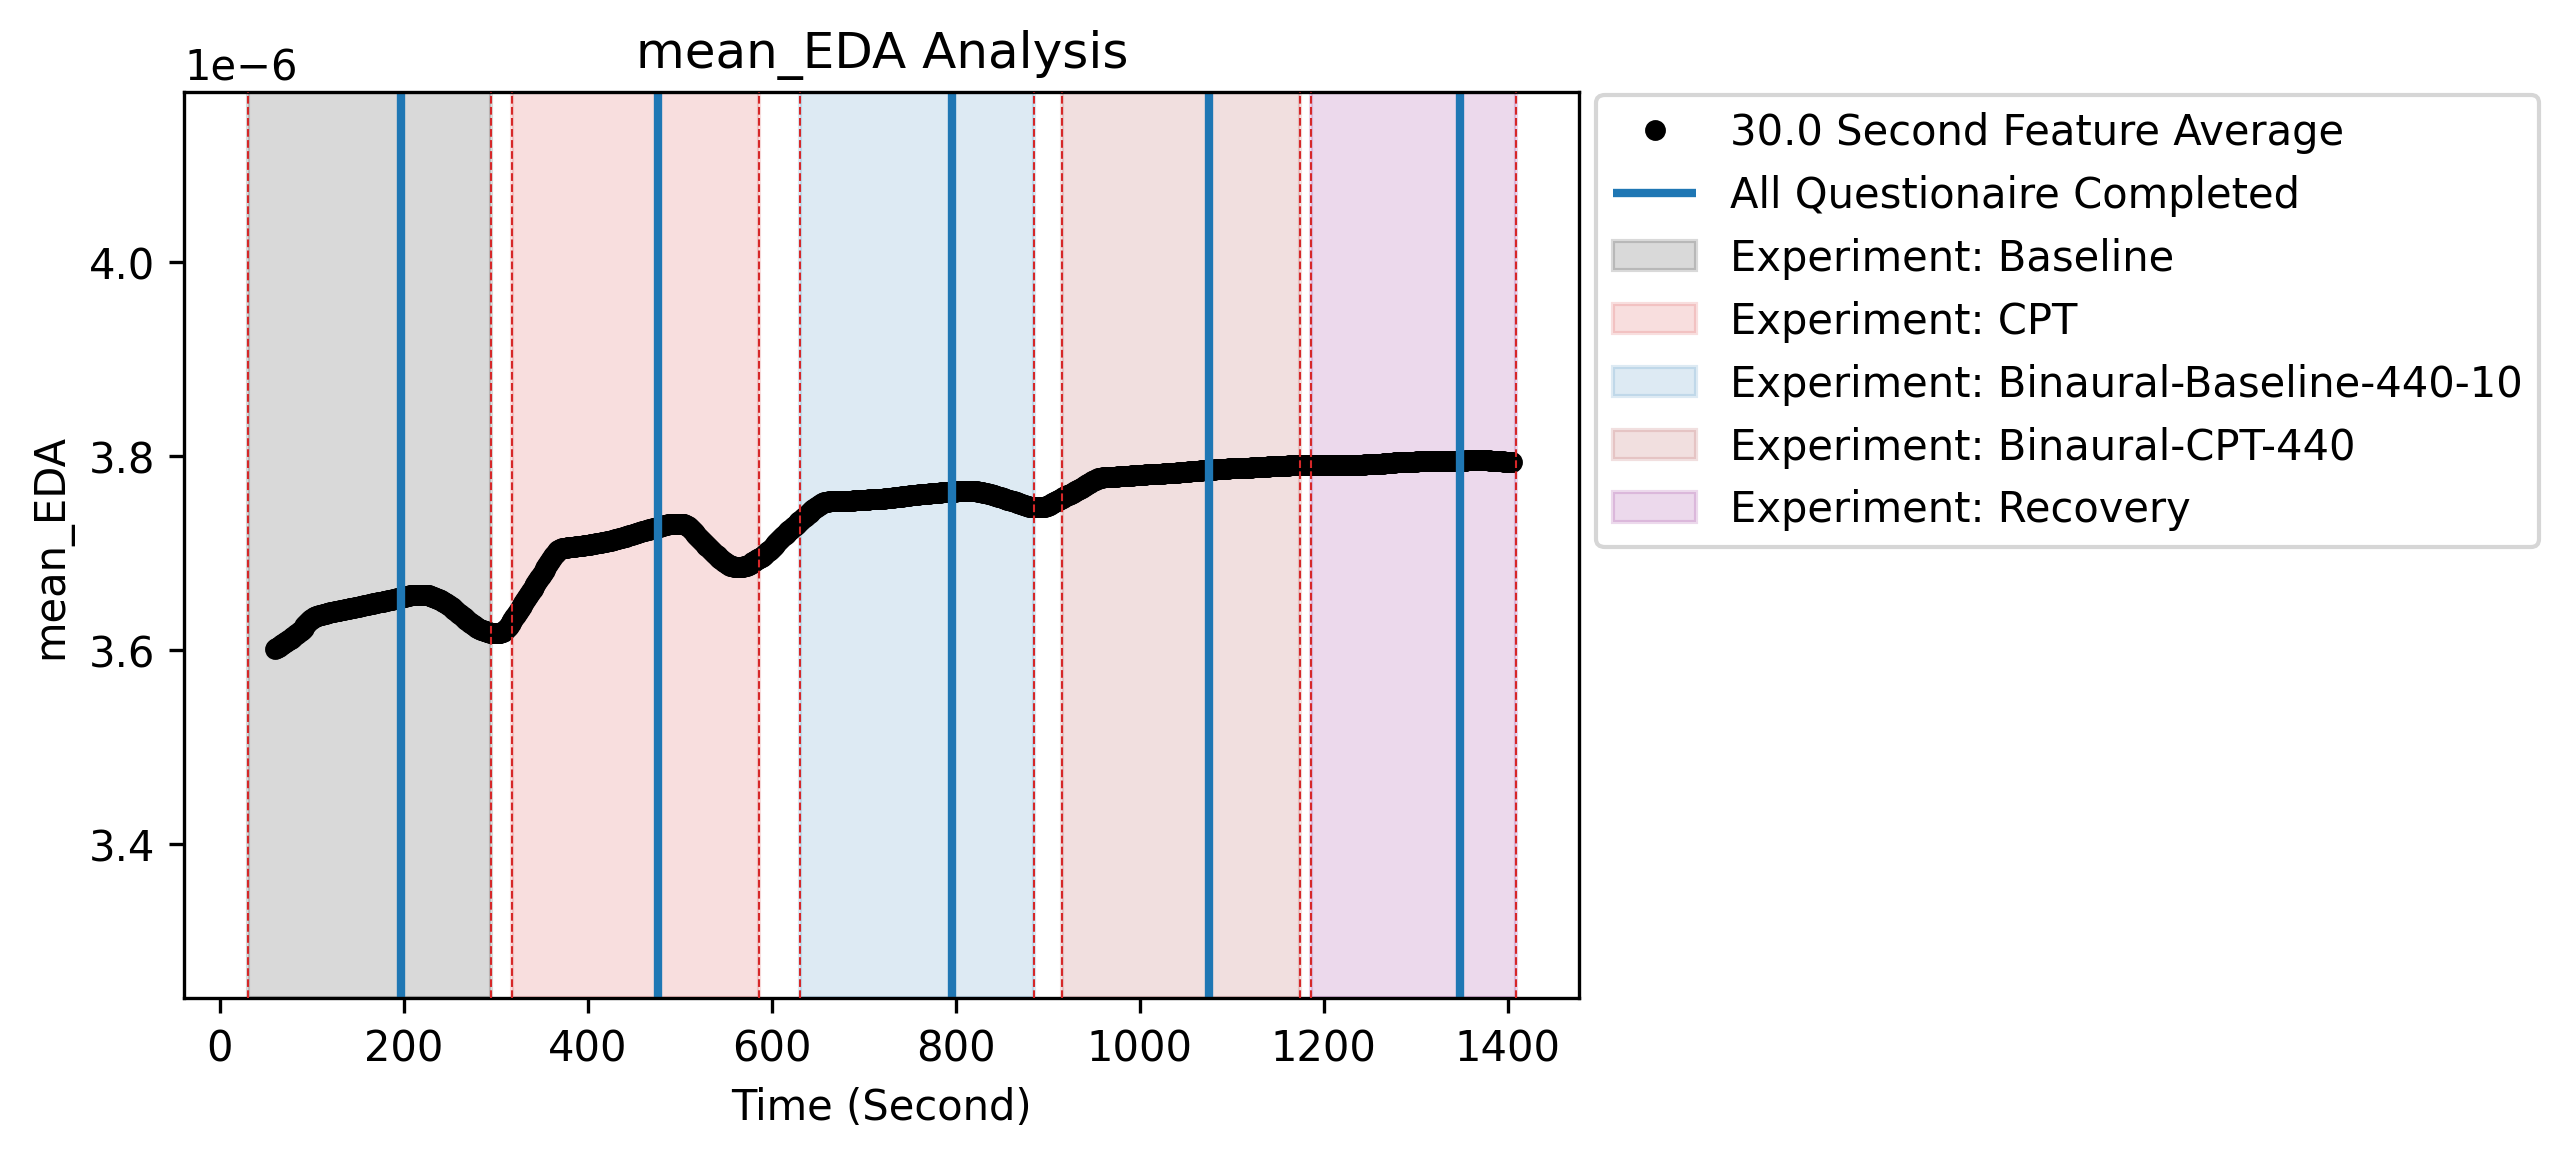 mean_EDA Analysis
1e−6
4.0
3.8
3.6
3.4
mean_EDA
0 200 400 600 800 1000 1200 1400
Time (Second)
30.0 Second Feature Average
All Questionaire Completed
Experiment: Baseline
Experiment: CPT
Experiment: Binaural-Baseline-440-10
Experiment: Binaural-CPT-440
Experiment: Recovery